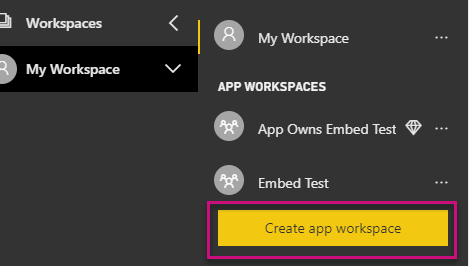 Workspaces
My Workspace
My Workspace
APP WORKSPACES
App Owns Embed Test
Embed Test
Create app workspace